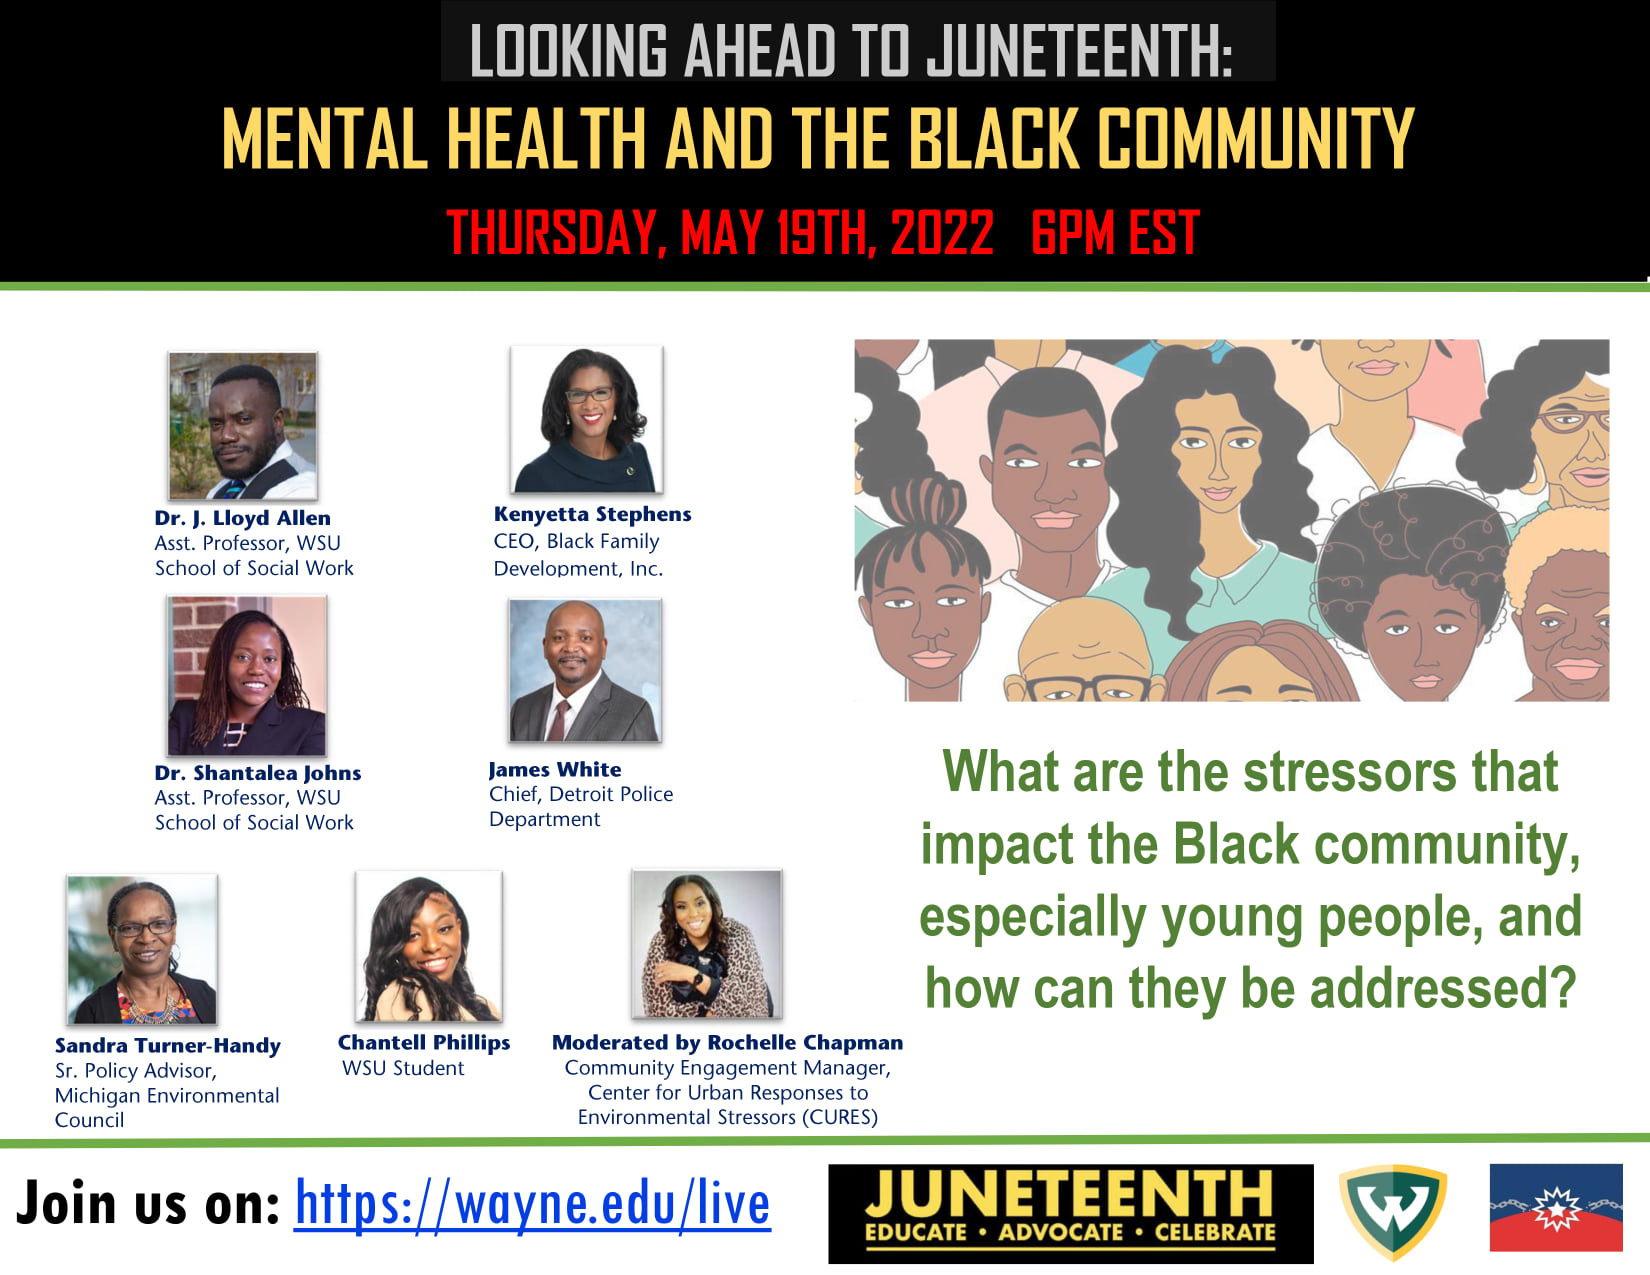 LOOKING AHEAD TO JUNETEENTH:
MENTAL HEALTH AND THE BLACK COMMUNITY
THURSDAY, MAY 19TH, 2022 6PM EST
Dr. J. Lloyd Allen
Asst. Professor, WSU
School of Social Work
Kenyetta Stephens
CEO, Black Family
Development, Inc.
Dr. Shantalea Johns
Asst. Professor, WSU
School of Social Work
James White
Chief, Detroit Police
Department
Sandra Turner-Handy
Sr. Policy Advisor,
Michigan Environmental
Council
Chantell Phillips
WSU Student
Moderated by Rochelle Chapman
Community Engagement Manager,
Center for Urban Responses to
Environmental Stressors (CURES)
What are the stressors that
impact the Black community,
especially young people, and
how can they be addressed?
Join us on: https://wayne.edu/live
JUNETEENTH
EDUCATE • ADVOCATE • CELEBRATE
W